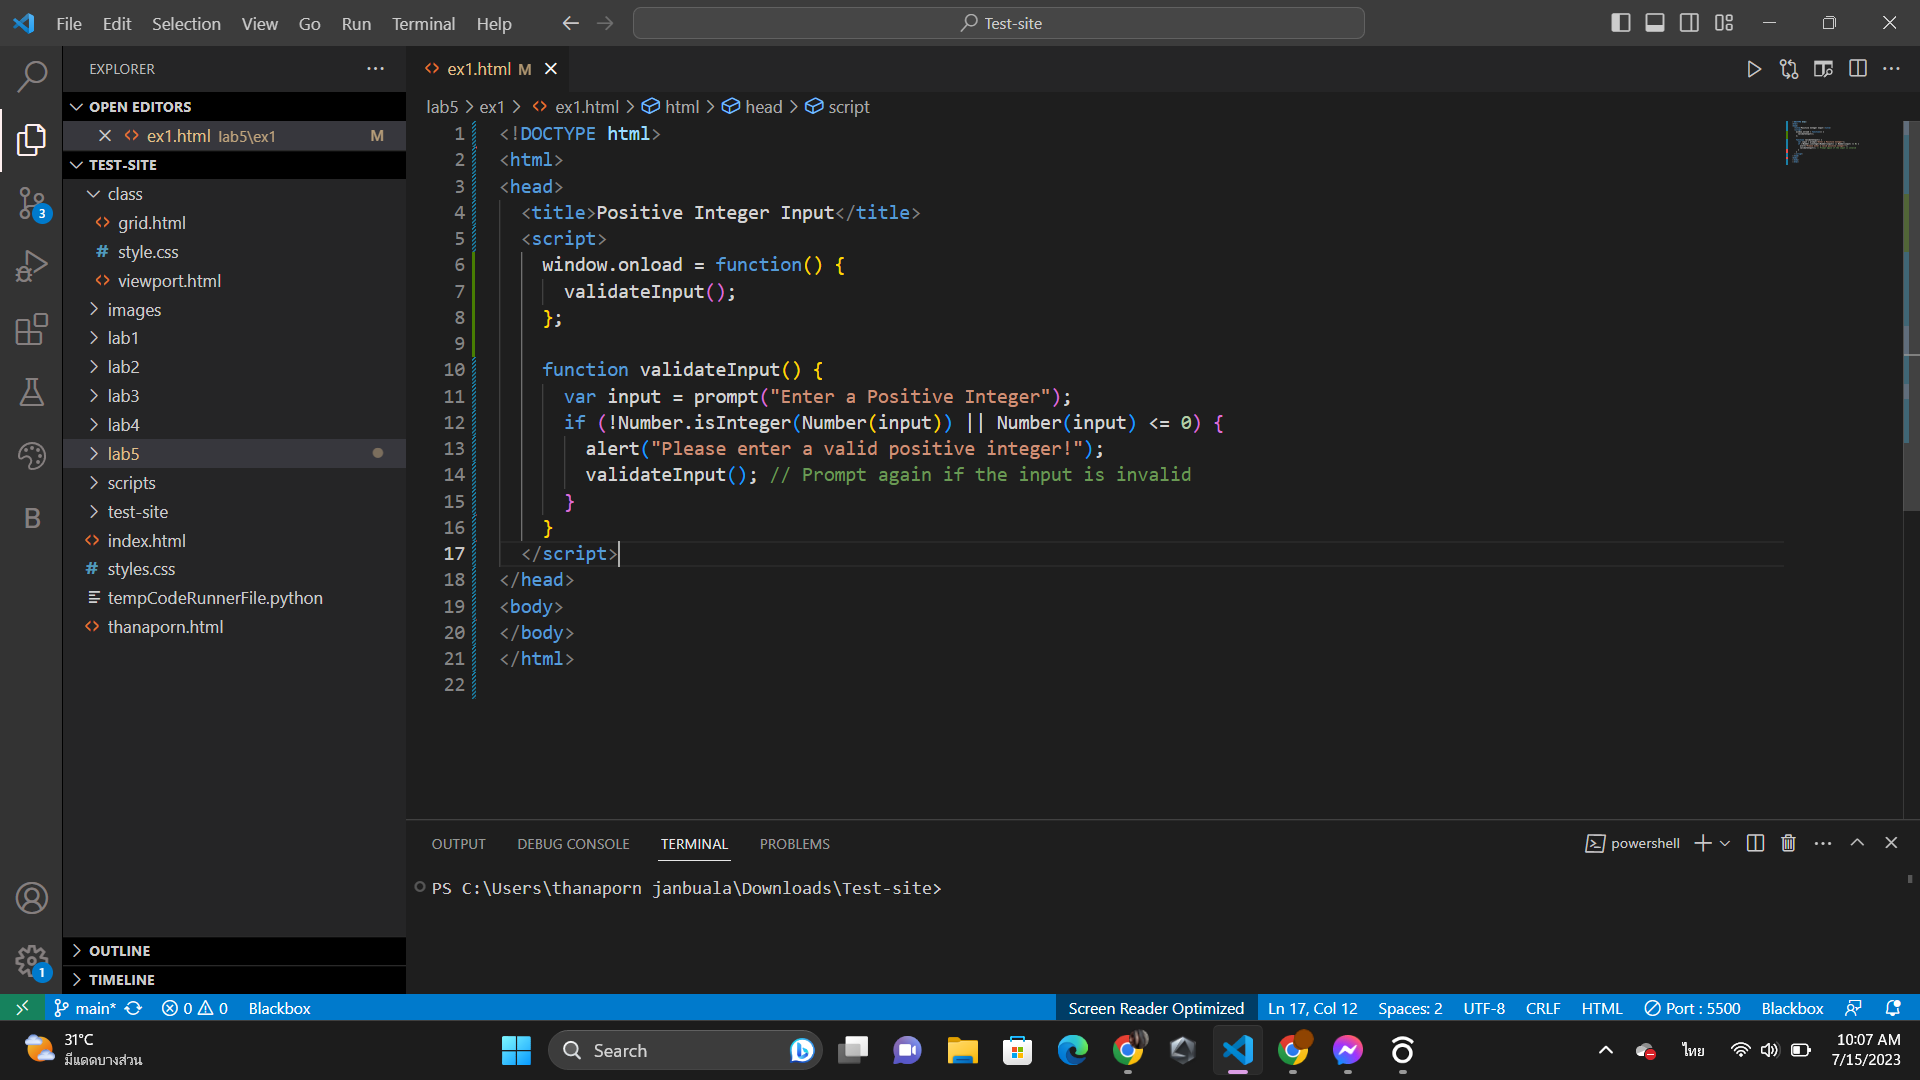 File Edit Selection View Go Run Terminal Help
Test-site
EXPLORER
OPEN EDITORS
ex1.html lab5\ex1 M
TEST-SITE
class
grid.html
# style.css
viewport.html
images
lab1
lab2
lab3
lab4
lab5
scripts
test-site
index.html
# styles.css
tempCodeRunnerFile.python
thanaporn.html
OUTLINE
TIMELINE
3
B
1
ex1.html M
lab5 > ex1 > ex1.html > html > head > script
1 <!DOCTYPE html>
2 <html>
3 <head>
4 <title>Positive Integer Input</title>
5 <script>
6 window.onload = function() {
7 validateInput();
8 };
9
10 function validateInput() {
11 var input = prompt("Enter a Positive Integer");
12 if (!Number.isInteger(Number(input)) || Number(input) <= 0) {
13 alert("Please enter a valid positive integer!");
14 validateInput(); // Prompt again if the input is invalid
15 }
16 }
17 </script>
18 </head>
19 <body>
20 </body>
21 </html>
22
OUTPUT DEBUG CONSOLE TERMINAL PROBLEMS
powershell
PS C:\Users\thanaporn janbuala\Downloads\Test-site>
main* 0 0 Blackbox
Screen Reader Optimized Ln 17, Col 12 Spaces: 2 UTF-8 CRLF HTML Port : 5500 Blackbox
31°C
มีแดดบางส่วน
Search
ไทย
10:07 AM
7/15/2023